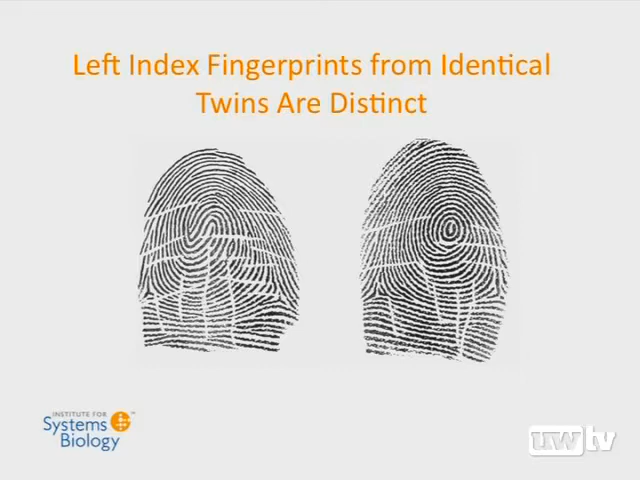 Left Index Fingerprints from Identical
Twins Are Distinct
INSTITUTE FOR
Systems
Biology
uwtv